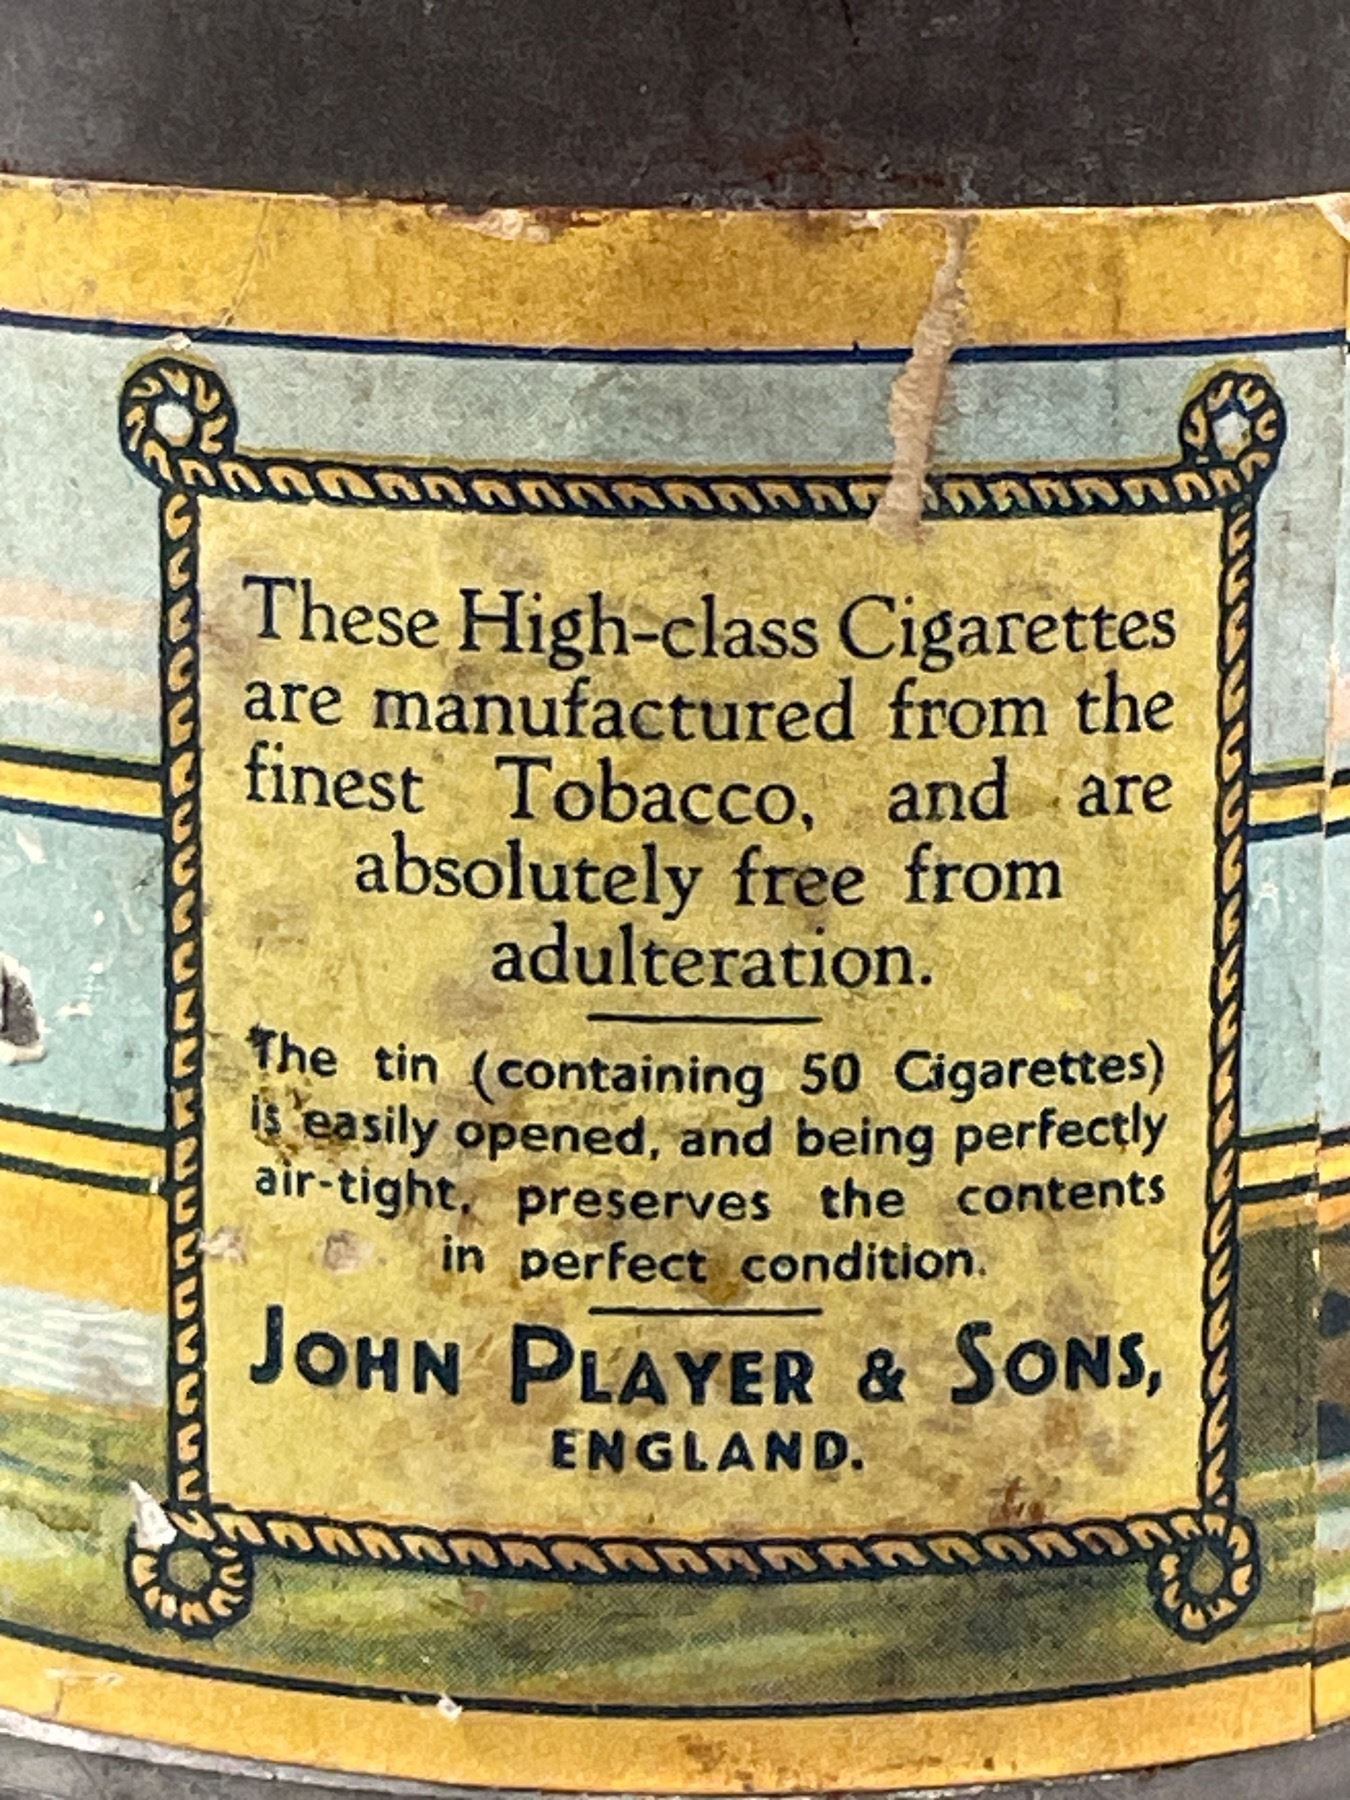 These High-class Cigarettes
are manufactured from the
finest Tobacco, and are
absolutely free from
adulteration.
The tin (containing 50 Cigarettes)
is easily opened, and being perfectly
air-tight, preserves the contents
in perfect condition.
JOHN PLAYER & SONS,
ENGLAND.